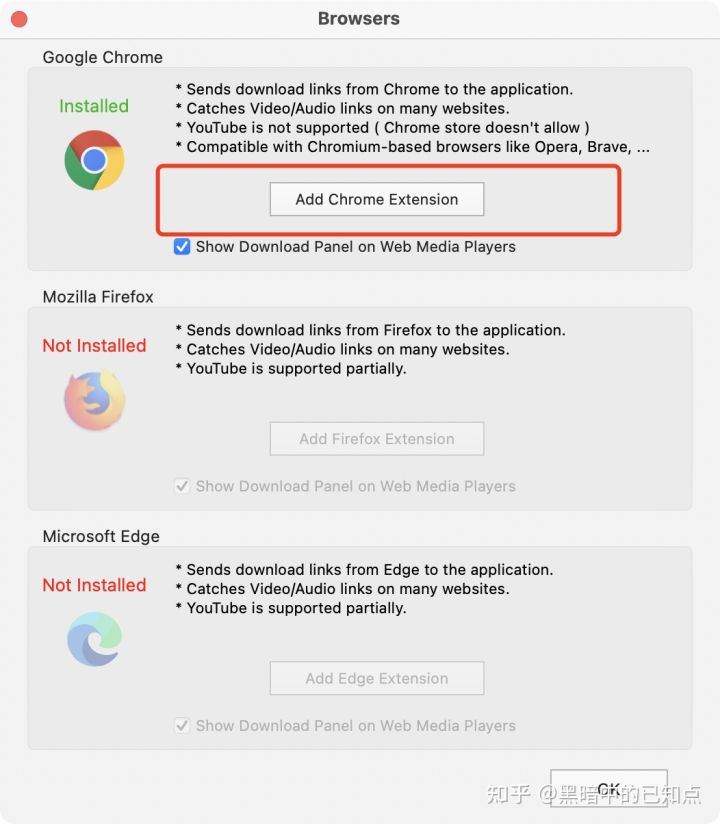 Browsers
Google Chrome
Installed
* Sends download links from Chrome to the application.
* Catches Video/Audio links on many websites.
* YouTube is not supported ( Chrome store doesn't allow )
* Compatible with Chromium-based browsers like Opera, Brave, ...
Add Chrome Extension
Show Download Panel on Web Media Players
Mozilla Firefox
Not Installed
* Sends download links from Firefox to the application.
* Catches Video/Audio links on many websites.
* YouTube is supported partially.
Add Firefox Extension
Show Download Panel on Web Media Players
Microsoft Edge
Not Installed
* Sends download links from Edge to the application.
* Catches Video/Audio links on many websites.
* YouTube is supported partially.
Add Edge Extension
Show Download Panel on Web Media Players
OK
知乎 @黑暗中的已知点